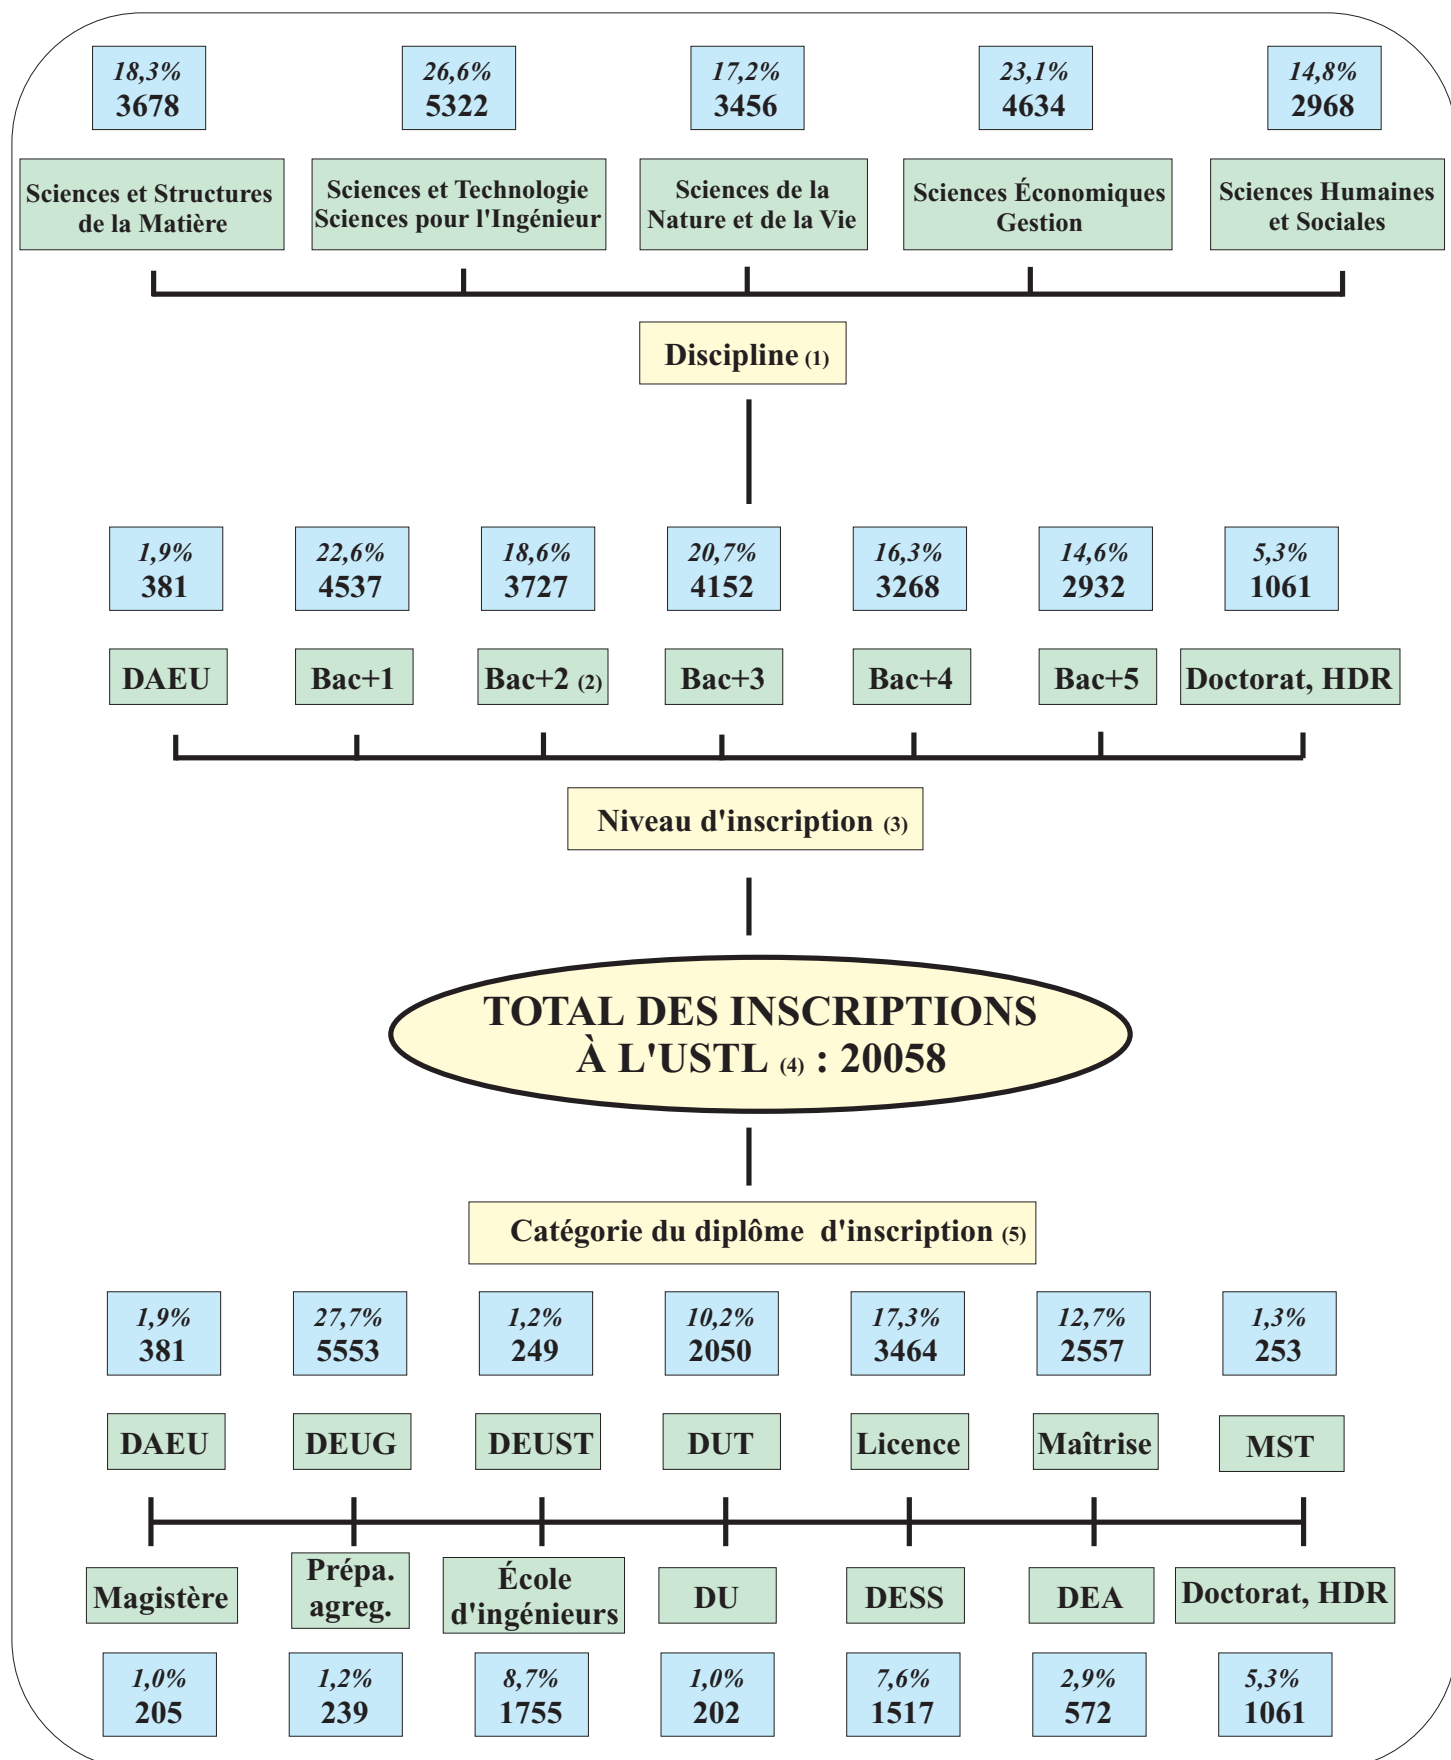 18,3%
3678
26,6%
5322
17,2%
3456
23,1%
4634
14,8%
2968
Sciences et Structures
de la Matière
Sciences et Technologie
Sciences pour l'Ingénieur
Sciences de la
Nature et de la Vie
Sciences Économiques
Gestion
Sciences Humaines
et Sociales
Discipline (1)
1,9%
381
22,6%
4537
18,6%
3727
20,7%
4152
16,3%
3268
14,6%
2932
5,3%
1061
DAEU
Bac+1
Bac+2 (2)
Bac+3
Bac+4
Bac+5
Doctorat, HDR
Niveau d'inscription (3)
TOTAL DES INSCRIPTIONS
À L'USTL (4) : 20058
Catégorie du diplôme d'inscription (5)
1,9%
381
27,7%
5553
1,2%
249
10,2%
2050
17,3%
3464
12,7%
2557
1,3%
253
DAEU
DEUG
DEUST
DUT
Licence
Maîtrise
MST
Magistère
Prépa.
agreg.
École
d'ingénieurs
DU
DESS
DEA
Doctorat, HDR
1,0%
205
1,2%
239
8,7%
1755
1,0%
202
7,6%
1517
2,9%
572
5,3%
1061